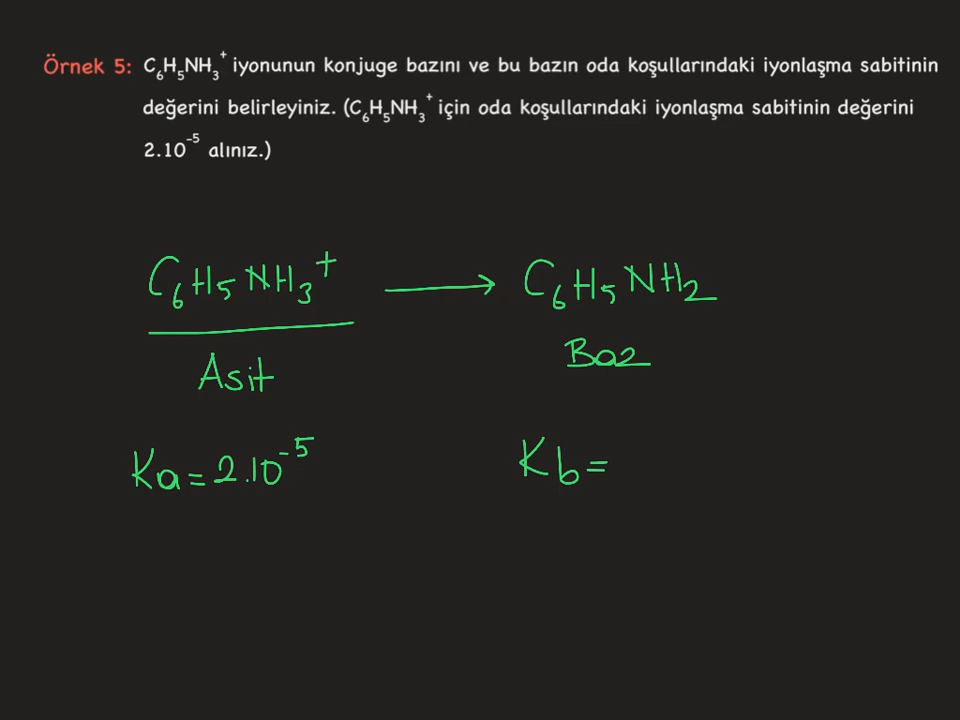 Örnek 5: C₆H₅NH₃⁺ iyonunun konjuge bazını ve bu bazın oda koşullarındaki iyonlaşma sabitinin
değerini belirleyiniz. (C₆H₅NH₃⁺ için oda koşullarındaki iyonlaşma sabitinin değerini
2.10⁻⁵ alınız.)
C₆H₅NH₃⁺ → C₆H₅NH₂
Asit Baz
Ka = 2.10⁻⁵ Kb =